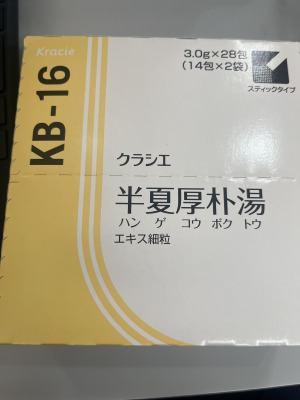 Kracie
3.0g×28包
(14包×2袋)
スティックタイプ
KB-16
クラシエ
半夏厚朴湯
ハン ゲ コウ ボク トウ
エキス細粒